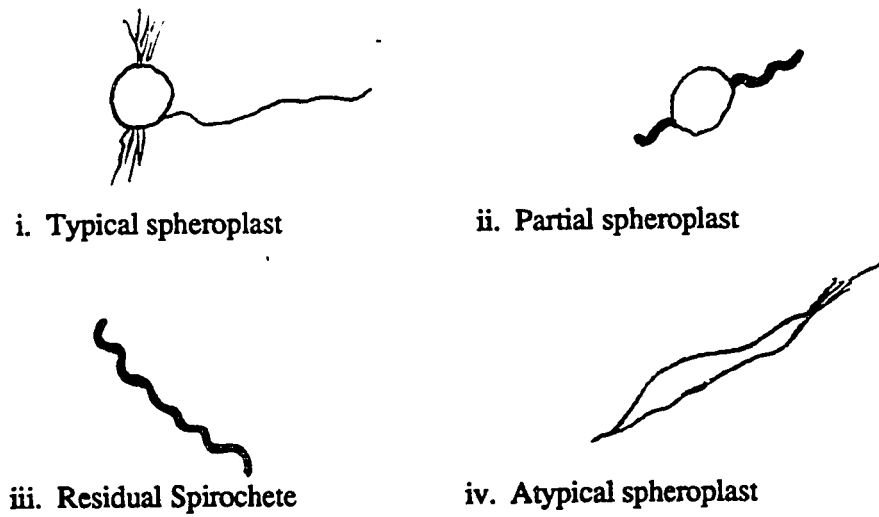 i. Typical spheroplast
ii. Partial spheroplast
iii. Residual Spirochete
iv. Atypical spheroplast